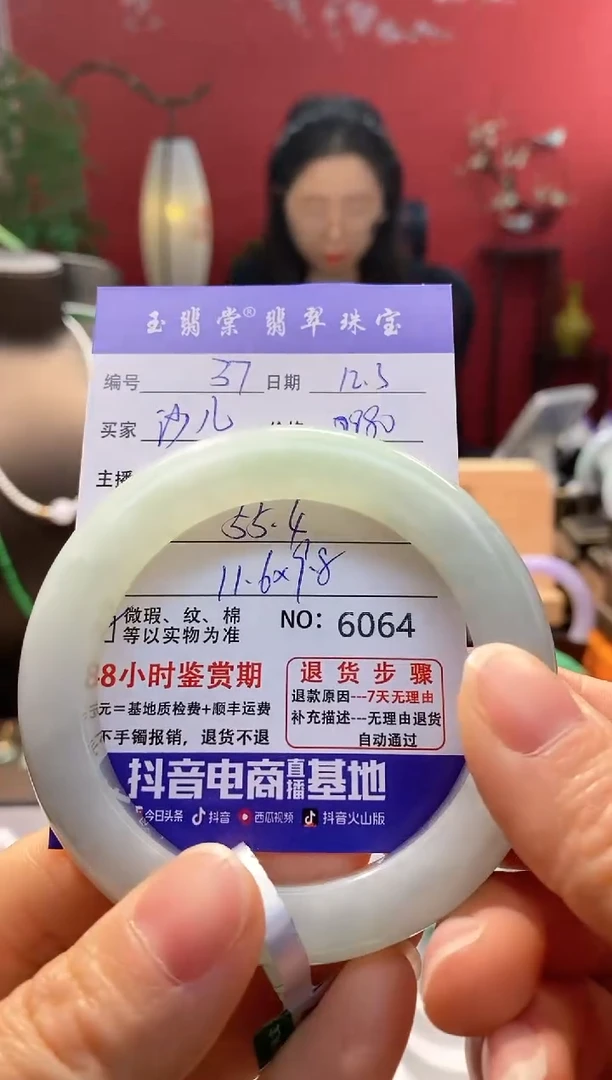 玉翡棠®翡翠珠宝
编号 37 日期 12.3
买家 沙儿
主播
55.4
11.6×9.8
微瑕、纹、棉
等以实物为准
NO: 6064
88小时鉴赏期
元=基地质检费+顺丰运费
不手镯报销，退货不退
退货步骤
退款原因---7天无理由
补充描述---无理由退货
自动通过
抖音电商直播基地
今日头条 抖音 西瓜视频 抖音火山版